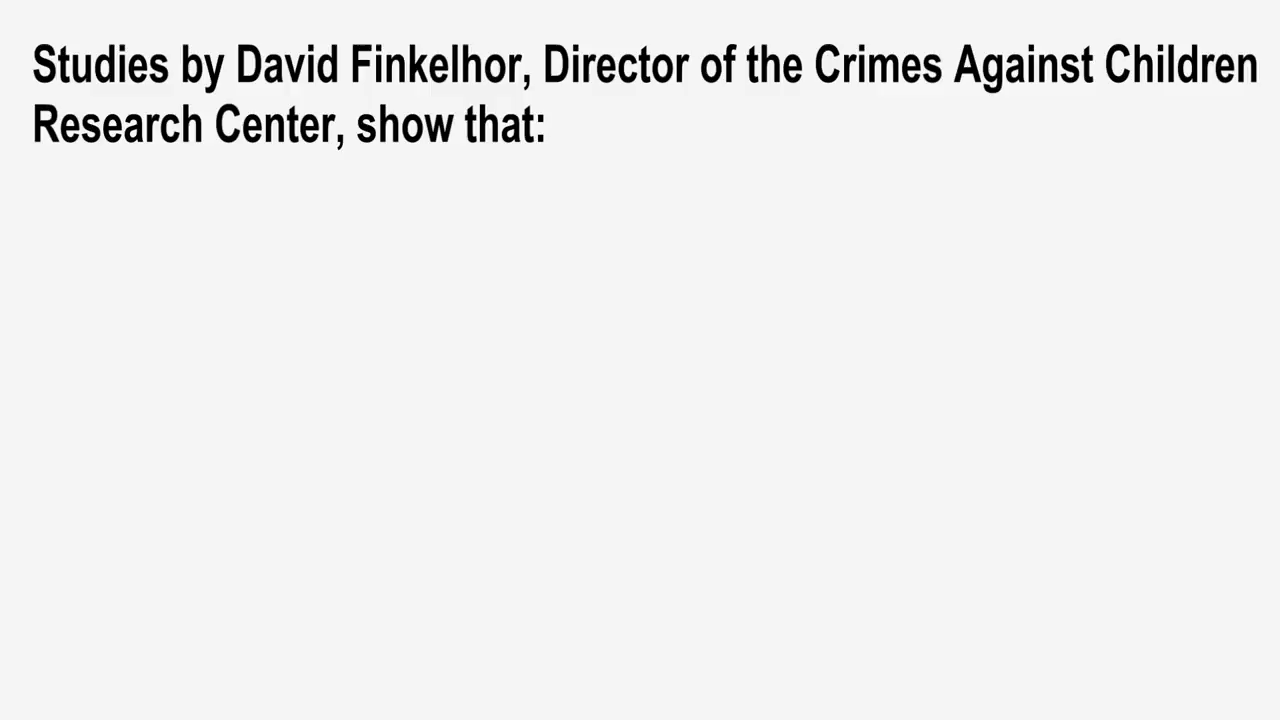 Studies by David Finkelhor, Director of the Crimes Against Children
Research Center, show that: